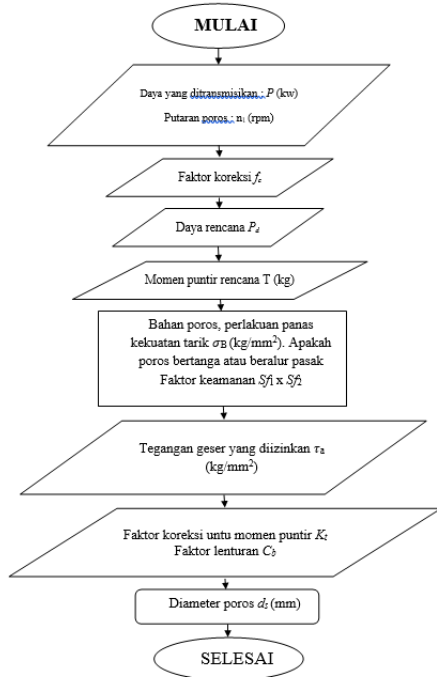 MULAI
Daya yang ditransmisikan : P (kw)
Putaran poros : n₁ (rpm)
Faktor koreksi fc
Daya rencana Pd
Momen puntir rencana T (kg)
Bahan poros, perlakuan panas
kekuatan tarik σB (kg/mm²). Apakah
poros bertanga atau beralur pasak
Faktor keamanan Sf₁ x Sf₂
Tegangan geser yang diizinkan τa
(kg/mm²)
Faktor koreksi untu momen puntir Kt
Faktor lenturan Cb
Diameter poros ds (mm)
SELESAI